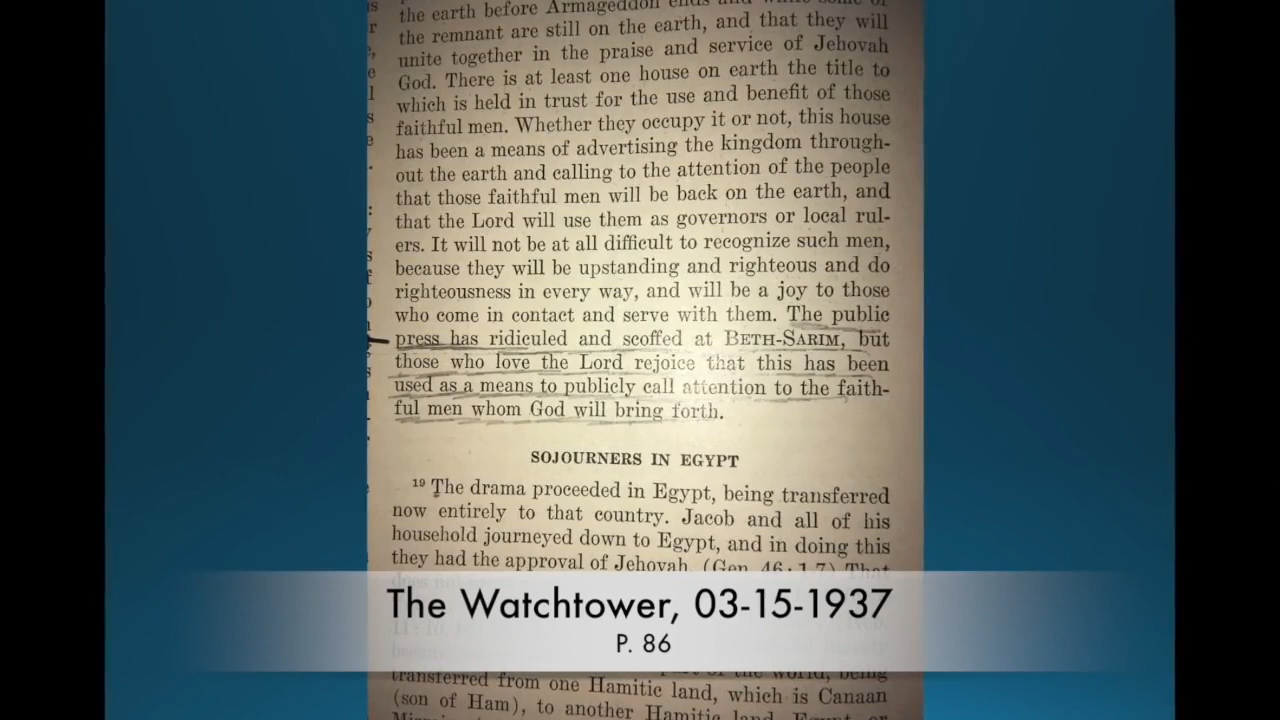 the earth before Armageddon ends and while some of
the remnant are still on the earth, and that they will
unite together in the praise and service of Jehovah
God. There is at least one house on earth the title to
which is held in trust for the use and benefit of those
faithful men. Whether they occupy it or not, this house
has been a means of advertising the kingdom through-
out the earth and calling to the attention of the people
that those faithful men will be back on the earth, and
that the Lord will use them as governors or local rul-
ers. It will not be at all difficult to recognize such men,
because they will be upstanding and righteous and do
righteousness in every way, and will be a joy to those
who come in contact and serve with them. The public
press has ridiculed and scoffed at BETH-SARIM, but
those who love the Lord rejoice that this has been
used as a means to publicly call attention to the faith-
ful men whom God will bring forth.
SOJOURNERS IN EGYPT
19 The drama proceeded in Egypt, being transferred
now entirely to that country. Jacob and all of his
household journeyed down to Egypt, and in doing this
they had the approval of Jehovah. (Gen. 46:1-7) That
does not
The Watchtower, 03-15-1937
P. 86
part of the world, being
transferred from one Hamitic land, which is Canaan
(son of Ham), to another Hamitic land, Egypt or